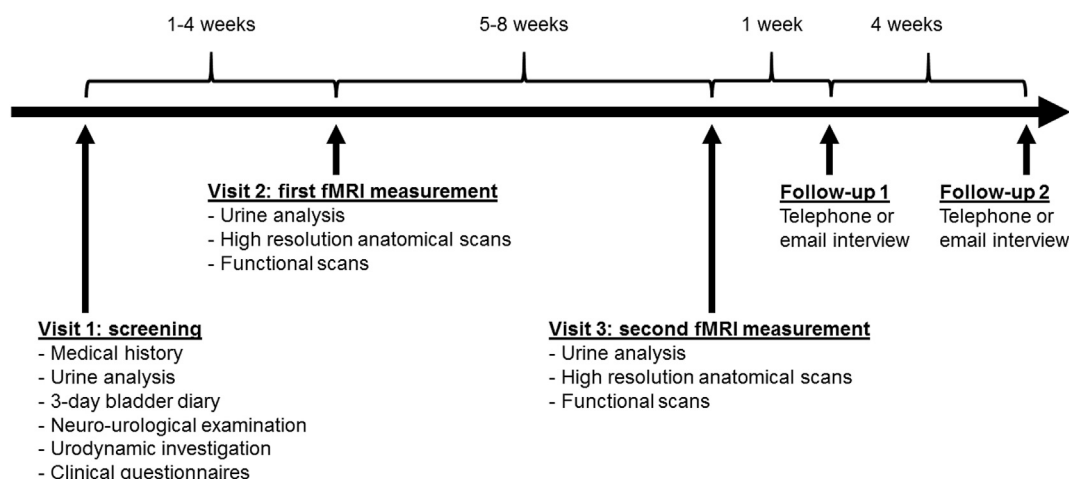 1-4 weeks
5-8 weeks
1 week
4 weeks
Visit 2: first fMRI measurement
- Urine analysis
- High resolution anatomical scans
- Functional scans
Follow-up 1
Telephone or
email interview
Follow-up 2
Telephone or
email interview
Visit 1: screening
- Medical history
- Urine analysis
- 3-day bladder diary
- Neuro-urological examination
- Urodynamic investigation
- Clinical questionnaires
Visit 3: second fMRI measurement
- Urine analysis
- High resolution anatomical scans
- Functional scans